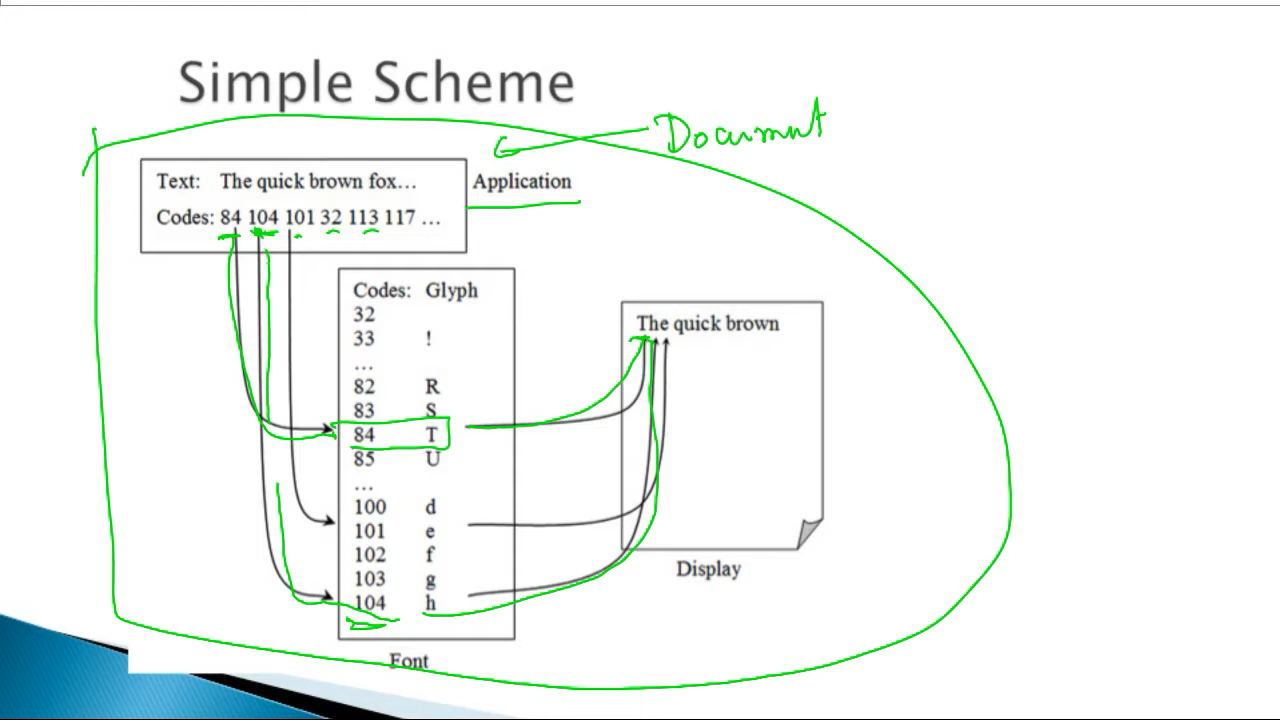 Simple Scheme
Document
Text: The quick brown fox...
Application
Codes: 84 104 101 32 113 117 ...
Codes: Glyph
32
33 !
...
82 R
83 S
84 T
85 U
...
100 d
101 e
102 f
103 g
104 h
Font
The quick brown
Display